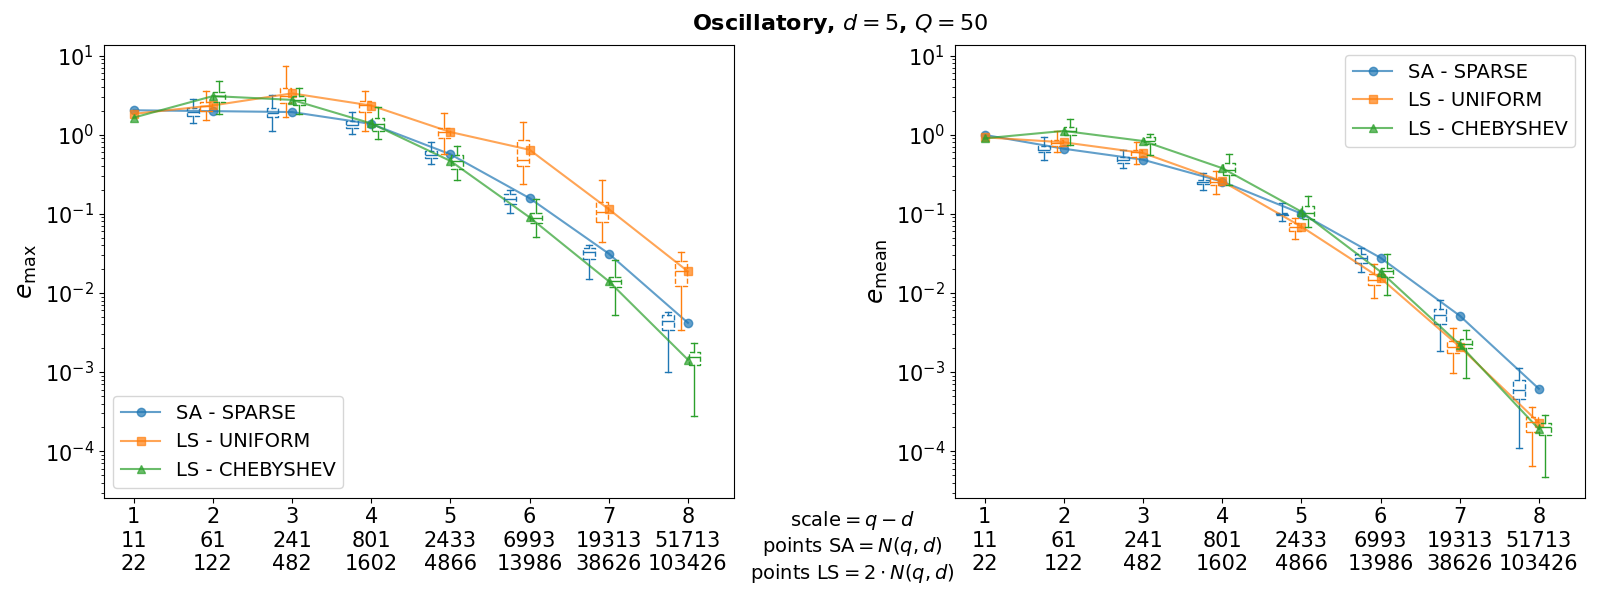 Oscillatory, d = 5, Q = 50
10^1
10^0
10^−1
10^−2
10^−3
10^−4
e_max
SA - SPARSE
LS - UNIFORM
LS - CHEBYSHEV
1 2 3 4 5 6 7 8
11 61 241 801 2433 6993 19313 51713
22 122 482 1602 4866 13986 38626 103426
scale = q − d
points SA = N(q, d)
points LS = 2 · N(q, d)
10^1
10^0
10^−1
10^−2
10^−3
10^−4
e_mean
SA - SPARSE
LS - UNIFORM
LS - CHEBYSHEV
1 2 3 4 5 6 7 8
11 61 241 801 2433 6993 19313 51713
22 122 482 1602 4866 13986 38626 103426